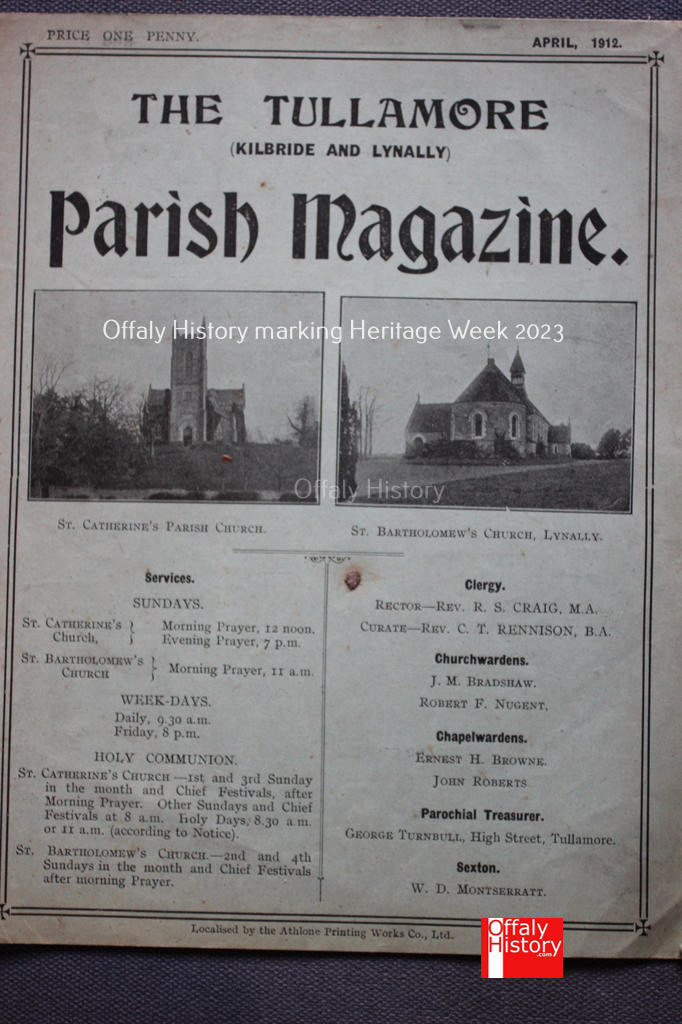 PRICE ONE PENNY.
APRIL, 1912.
THE TULLAMORE
(KILBRIDE AND LYNALLY)
Parish Magazine.
Offaly History marking Heritage Week 2023
Offaly History
ST. CATHERINE'S PARISH CHURCH.
ST. BARTHOLOMEW'S CHURCH, LYNALLY.
Services.
SUNDAYS.
ST. CATHERINE'S Church, } Morning Prayer, 12 noon.
Evening Prayer, 7 p.m.
ST. BARTHOLOMEW'S CHURCH } Morning Prayer, 11 a.m.
WEEK-DAYS.
Daily, 9.30 a.m.
Friday, 8 p.m.
HOLY COMMUNION.
ST. CATHERINE'S CHURCH—1st and 3rd Sunday
in the month and Chief Festivals, after
Morning Prayer. Other Sundays and Chief
Festivals at 8 a.m. Holy Days, 8.30 a.m.
or 11 a.m. (according to Notice).
ST. BARTHOLOMEW'S CHURCH.—2nd and 4th
Sundays in the month and Chief Festivals
after morning Prayer.
Clergy.
RECTOR—REV. R. S. CRAIG, M.A.
CURATE—REV. C. T. RENNISON, B.A.
Churchwardens.
J. M. BRADSHAW.
ROBERT F. NUGENT,
Chapelwardens.
ERNEST H. BROWNE.
JOHN ROBERTS
Parochial Treasurer.
GEORGE TURNBULL, High Street, Tullamore.
Sexton.
W. D. MONTSERRATT.
Localised by the Athlone Printing Works Co., Ltd.
Offaly
History
.com